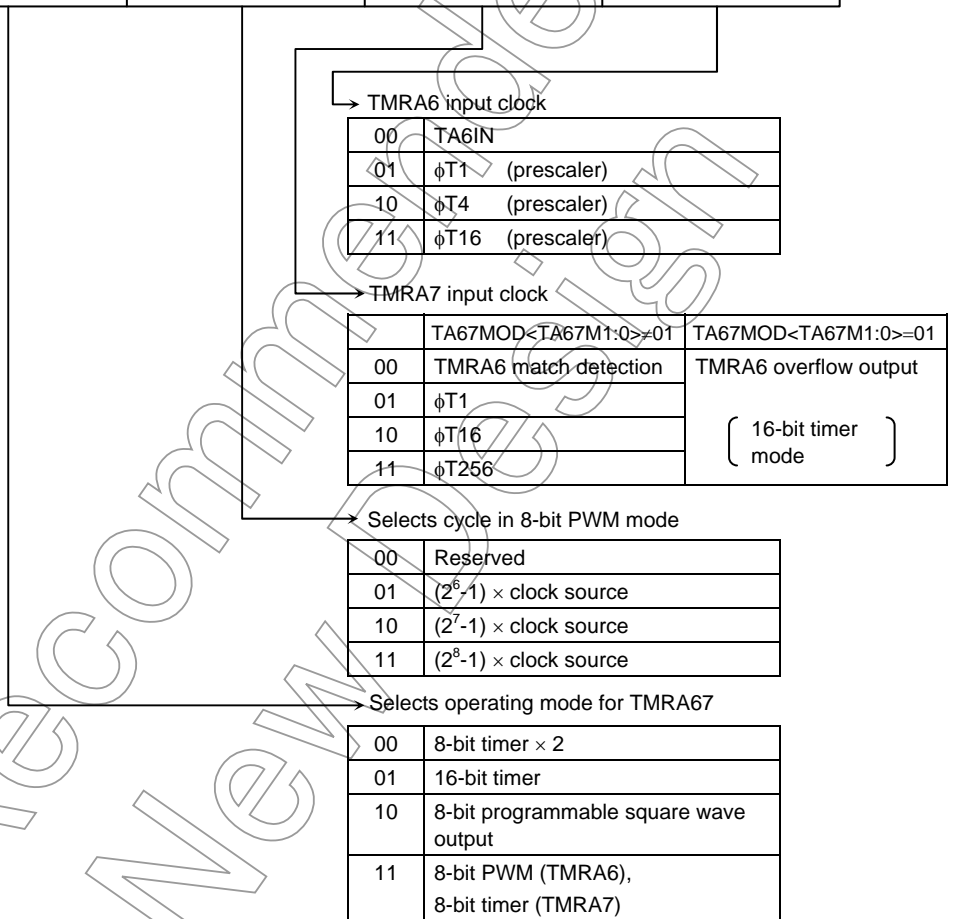 TMRA6 input clock
00 TA6IN
01 ϕT1 (prescaler)
10 ϕT4 (prescaler)
11 ϕT16 (prescaler)
TMRA7 input clock
TA67MOD<TA67M1:0>≠01 TA67MOD<TA67M1:0>=01
00 TMRA6 match detection TMRA6 overflow output
01 ϕT1
10 ϕT16 16-bit timer
mode
11 ϕT256
Selects cycle in 8-bit PWM mode
00 Reserved
01 (2⁶-1) × clock source
10 (2⁷-1) × clock source
11 (2⁸-1) × clock source
Selects operating mode for TMRA67
00 8-bit timer × 2
01 16-bit timer
10 8-bit programmable square wave
output
11 8-bit PWM (TMRA6),
8-bit timer (TMRA7)
New Design